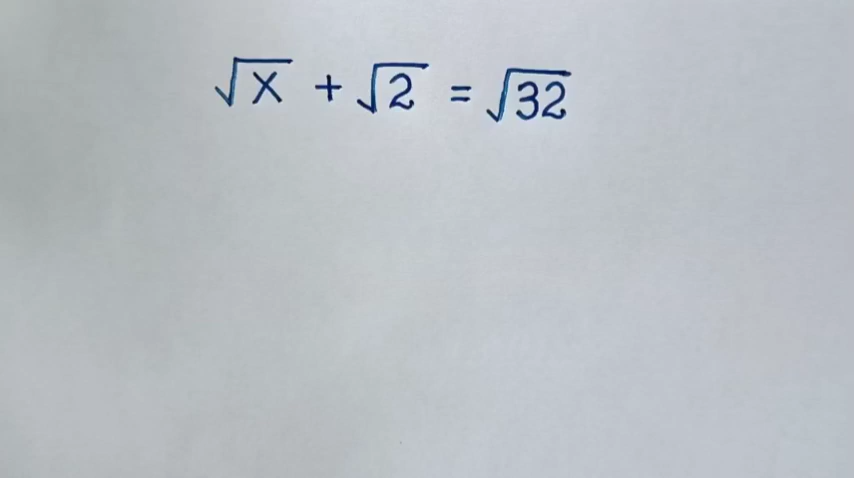 √x + √2 = √32